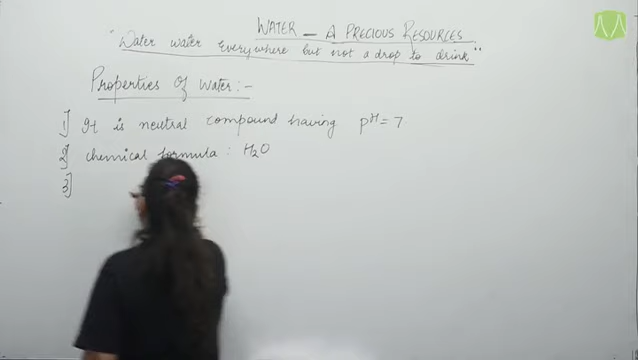 WATER — A PRECIOUS RESOURCES
"Water water everywhere but not a drop to drink"
Properties of water:-
1] It is neutral compound having pH = 7.
2] chemical formula : H₂O
3]